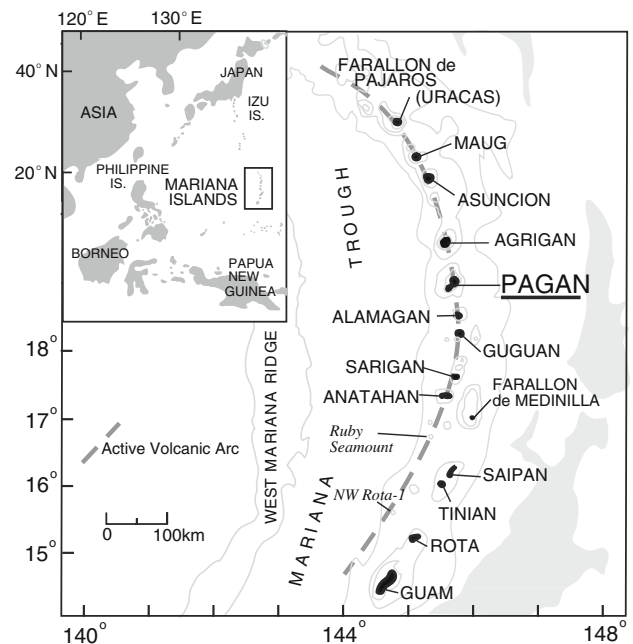 120° E
130° E
40° N
20° N
JAPAN
IZU
IS.
ASIA
PHILIPPINE
IS.
MARIANA
ISLANDS
BORNEO
PAPUA
NEW
GUINEA
FARALLON de
PAJAROS
(URACAS)
MAUG
ASUNCION
AGRIGAN
PAGAN
ALAMAGAN
GUGUAN
SARIGAN
ANATAHAN
FARALLON
de MEDINILLA
Ruby
Seamount
SAIPAN
NW Rota-1
TINIAN
ROTA
GUAM
MARIANA
TROUGH
WEST MARIANA RIDGE
18°
17°
16°
15°
Active Volcanic Arc
0 100km
140° 144° 148°